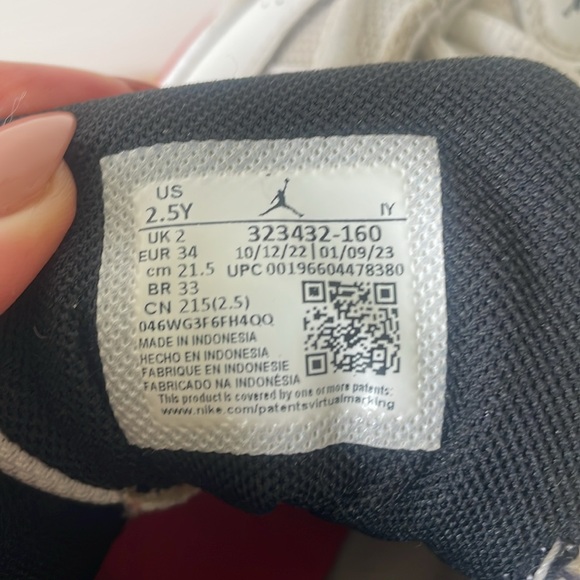 US
2.5Y IY
UK 2 323432-160
EUR 34 10/12/22 | 01/09/23
cm 21.5 UPC 00196604478380
BR 33
CN 215(2.5)
046WG3F6FH4QQ
MADE IN INDONESIA
HECHO EN INDONESIA
FABRIQUE EN INDONESIE
FABRICADO NA INDONÉSIA
This product is covered by one or more patents:
www.nike.com/patentsvirtualmarking